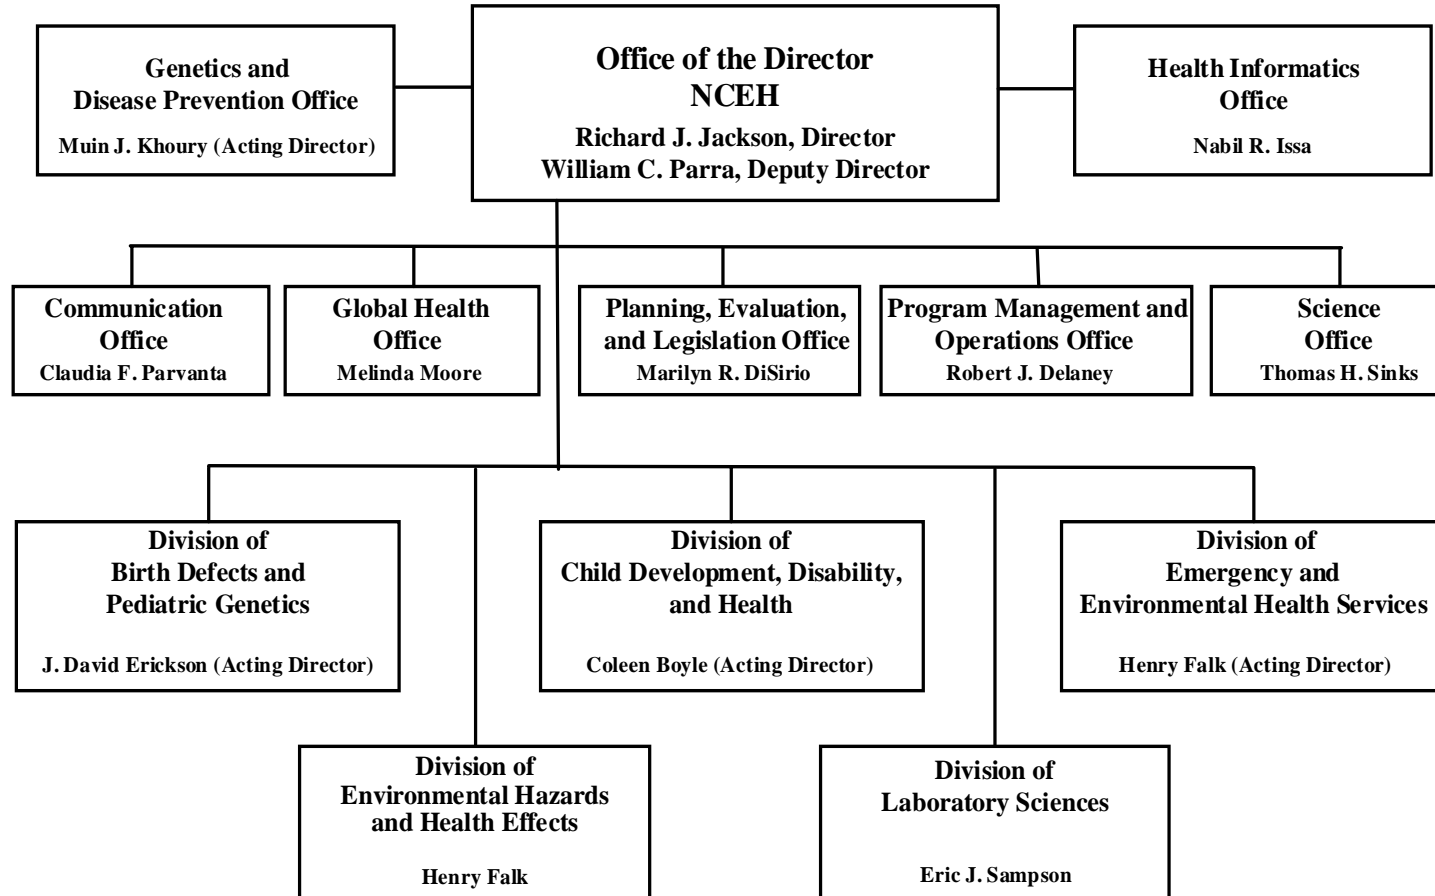 Genetics and
Disease Prevention Office
Muin J. Khoury (Acting Director)
Office of the Director
NCEH
Richard J. Jackson, Director
William C. Parra, Deputy Director
Health Informatics
Office
Nabil R. Issa
Communication
Office
Claudia F. Parvanta
Global Health
Office
Melinda Moore
Planning, Evaluation,
and Legislation Office
Marilyn R. DiSirio
Program Management and
Operations Office
Robert J. Delaney
Science
Office
Thomas H. Sinks
Division of
Birth Defects and
Pediatric Genetics
J. David Erickson (Acting Director)
Division of
Child Development, Disability,
and Health
Coleen Boyle (Acting Director)
Division of
Emergency and
Environmental Health Services
Henry Falk (Acting Director)
Division of
Environmental Hazards
and Health Effects
Henry Falk
Division of
Laboratory Sciences
Eric J. Sampson